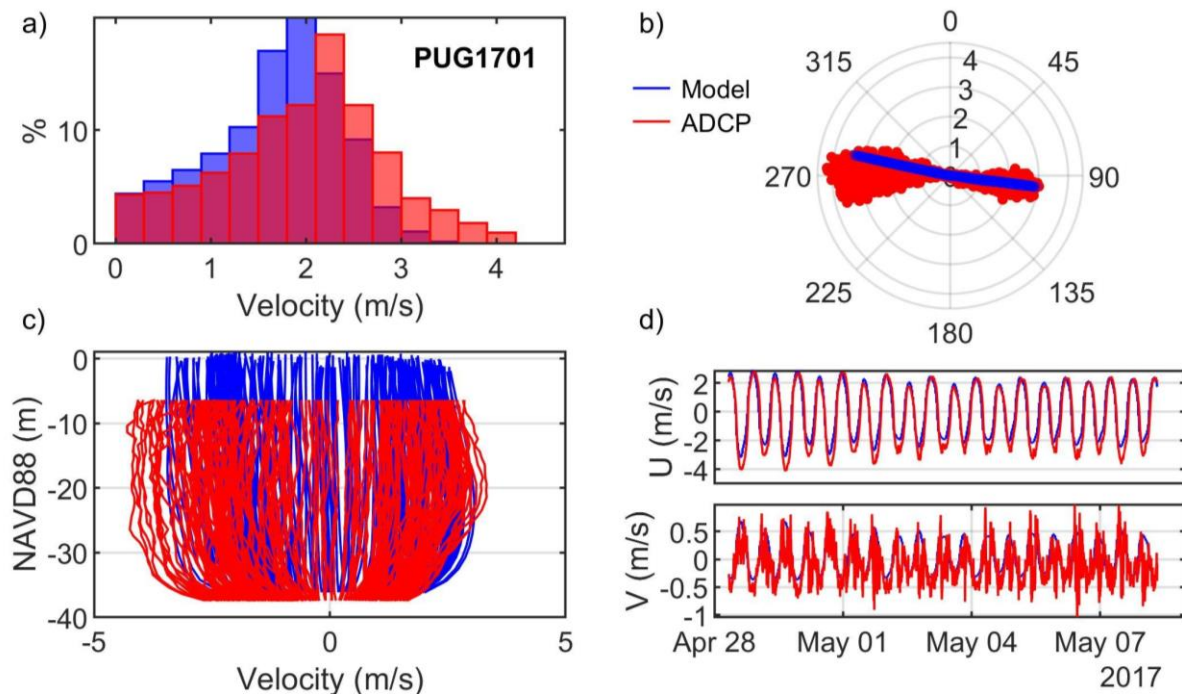 a)
PUG1701
%
10
0
0 1 2 3 4
Velocity (m/s)
b)
Model
ADCP
0
315 45
4
3
2
1
0
270 90
225 135
180
c)
NAVD88 (m)
0
-10
-20
-30
-40
-5 0 5
Velocity (m/s)
d)
U (m/s)
2
0
-2
-4
V (m/s)
0.5
0
-0.5
-1
Apr 28 May 01 May 04 May 07
2017